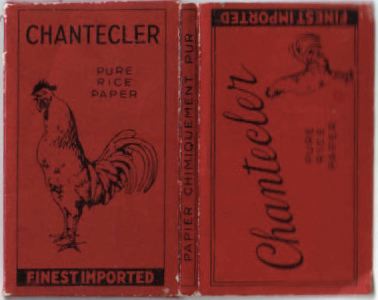 CHANTECLER
PURE
RICE
PAPER
FINEST IMPORTED
PAPIER CHIMIQUEMENT PUR
FINEST IMPORTED
Chantecler
PURE
RICE
PAPER